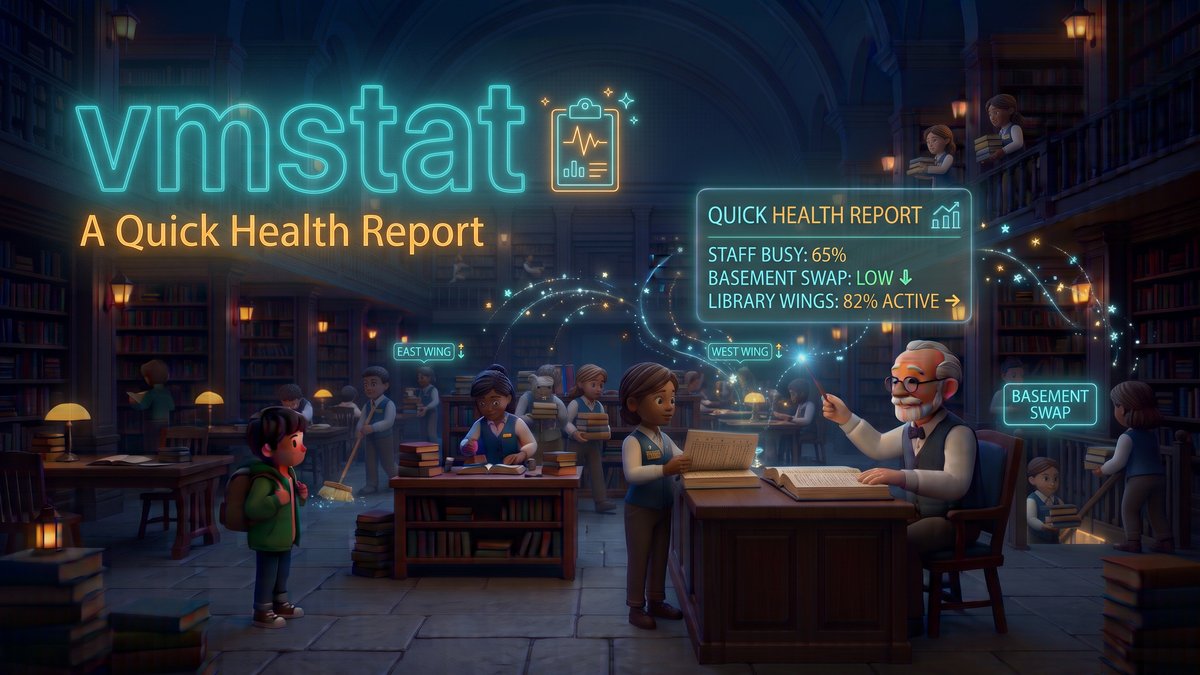 vmstat
A Quick Health Report
QUICK HEALTH REPORT
STAFF BUSY: 65%
BASEMENT SWAP: LOW ↓
LIBRARY WINGS: 82% ACTIVE →
EAST WING ↕
WEST WING ↕
BASEMENT
SWAP